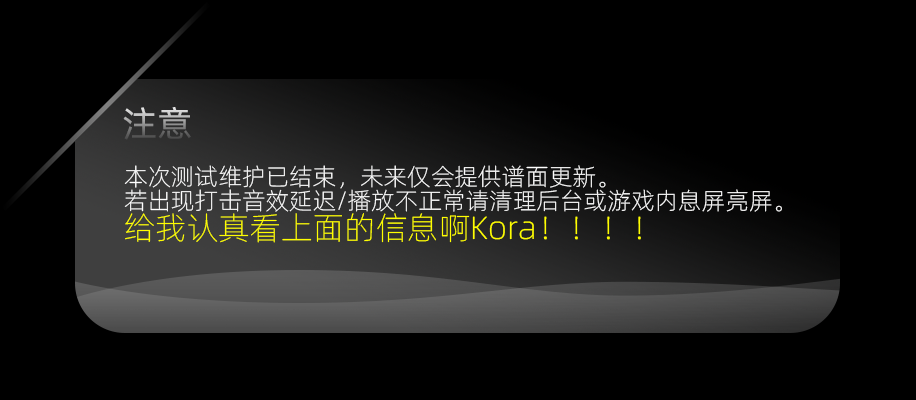 注意
本次测试维护已结束，未来仅会提供谱面更新。
若出现打击音效延迟/播放不正常请清理后台或游戏内息屏亮屏。
给我认真看上面的信息啊Kora！！！！